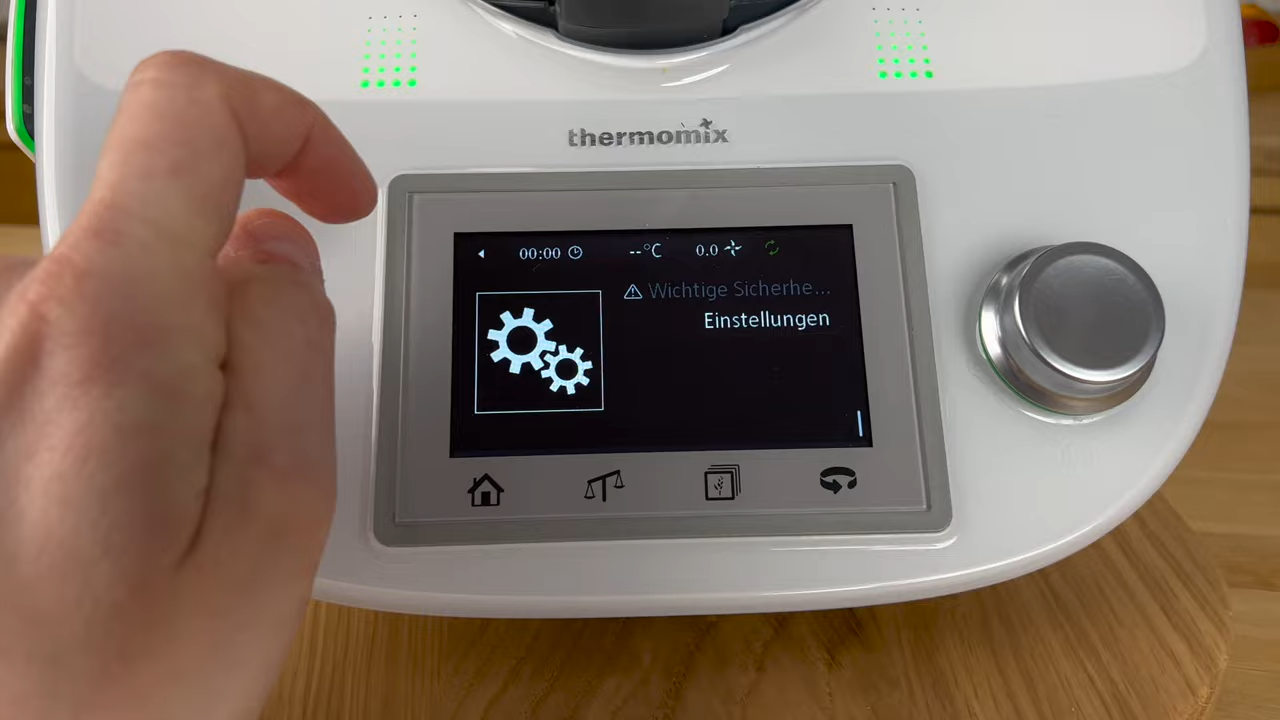 thermomix
00:00 --°C 0.0
Wichtige Sicherhe...
Einstellungen